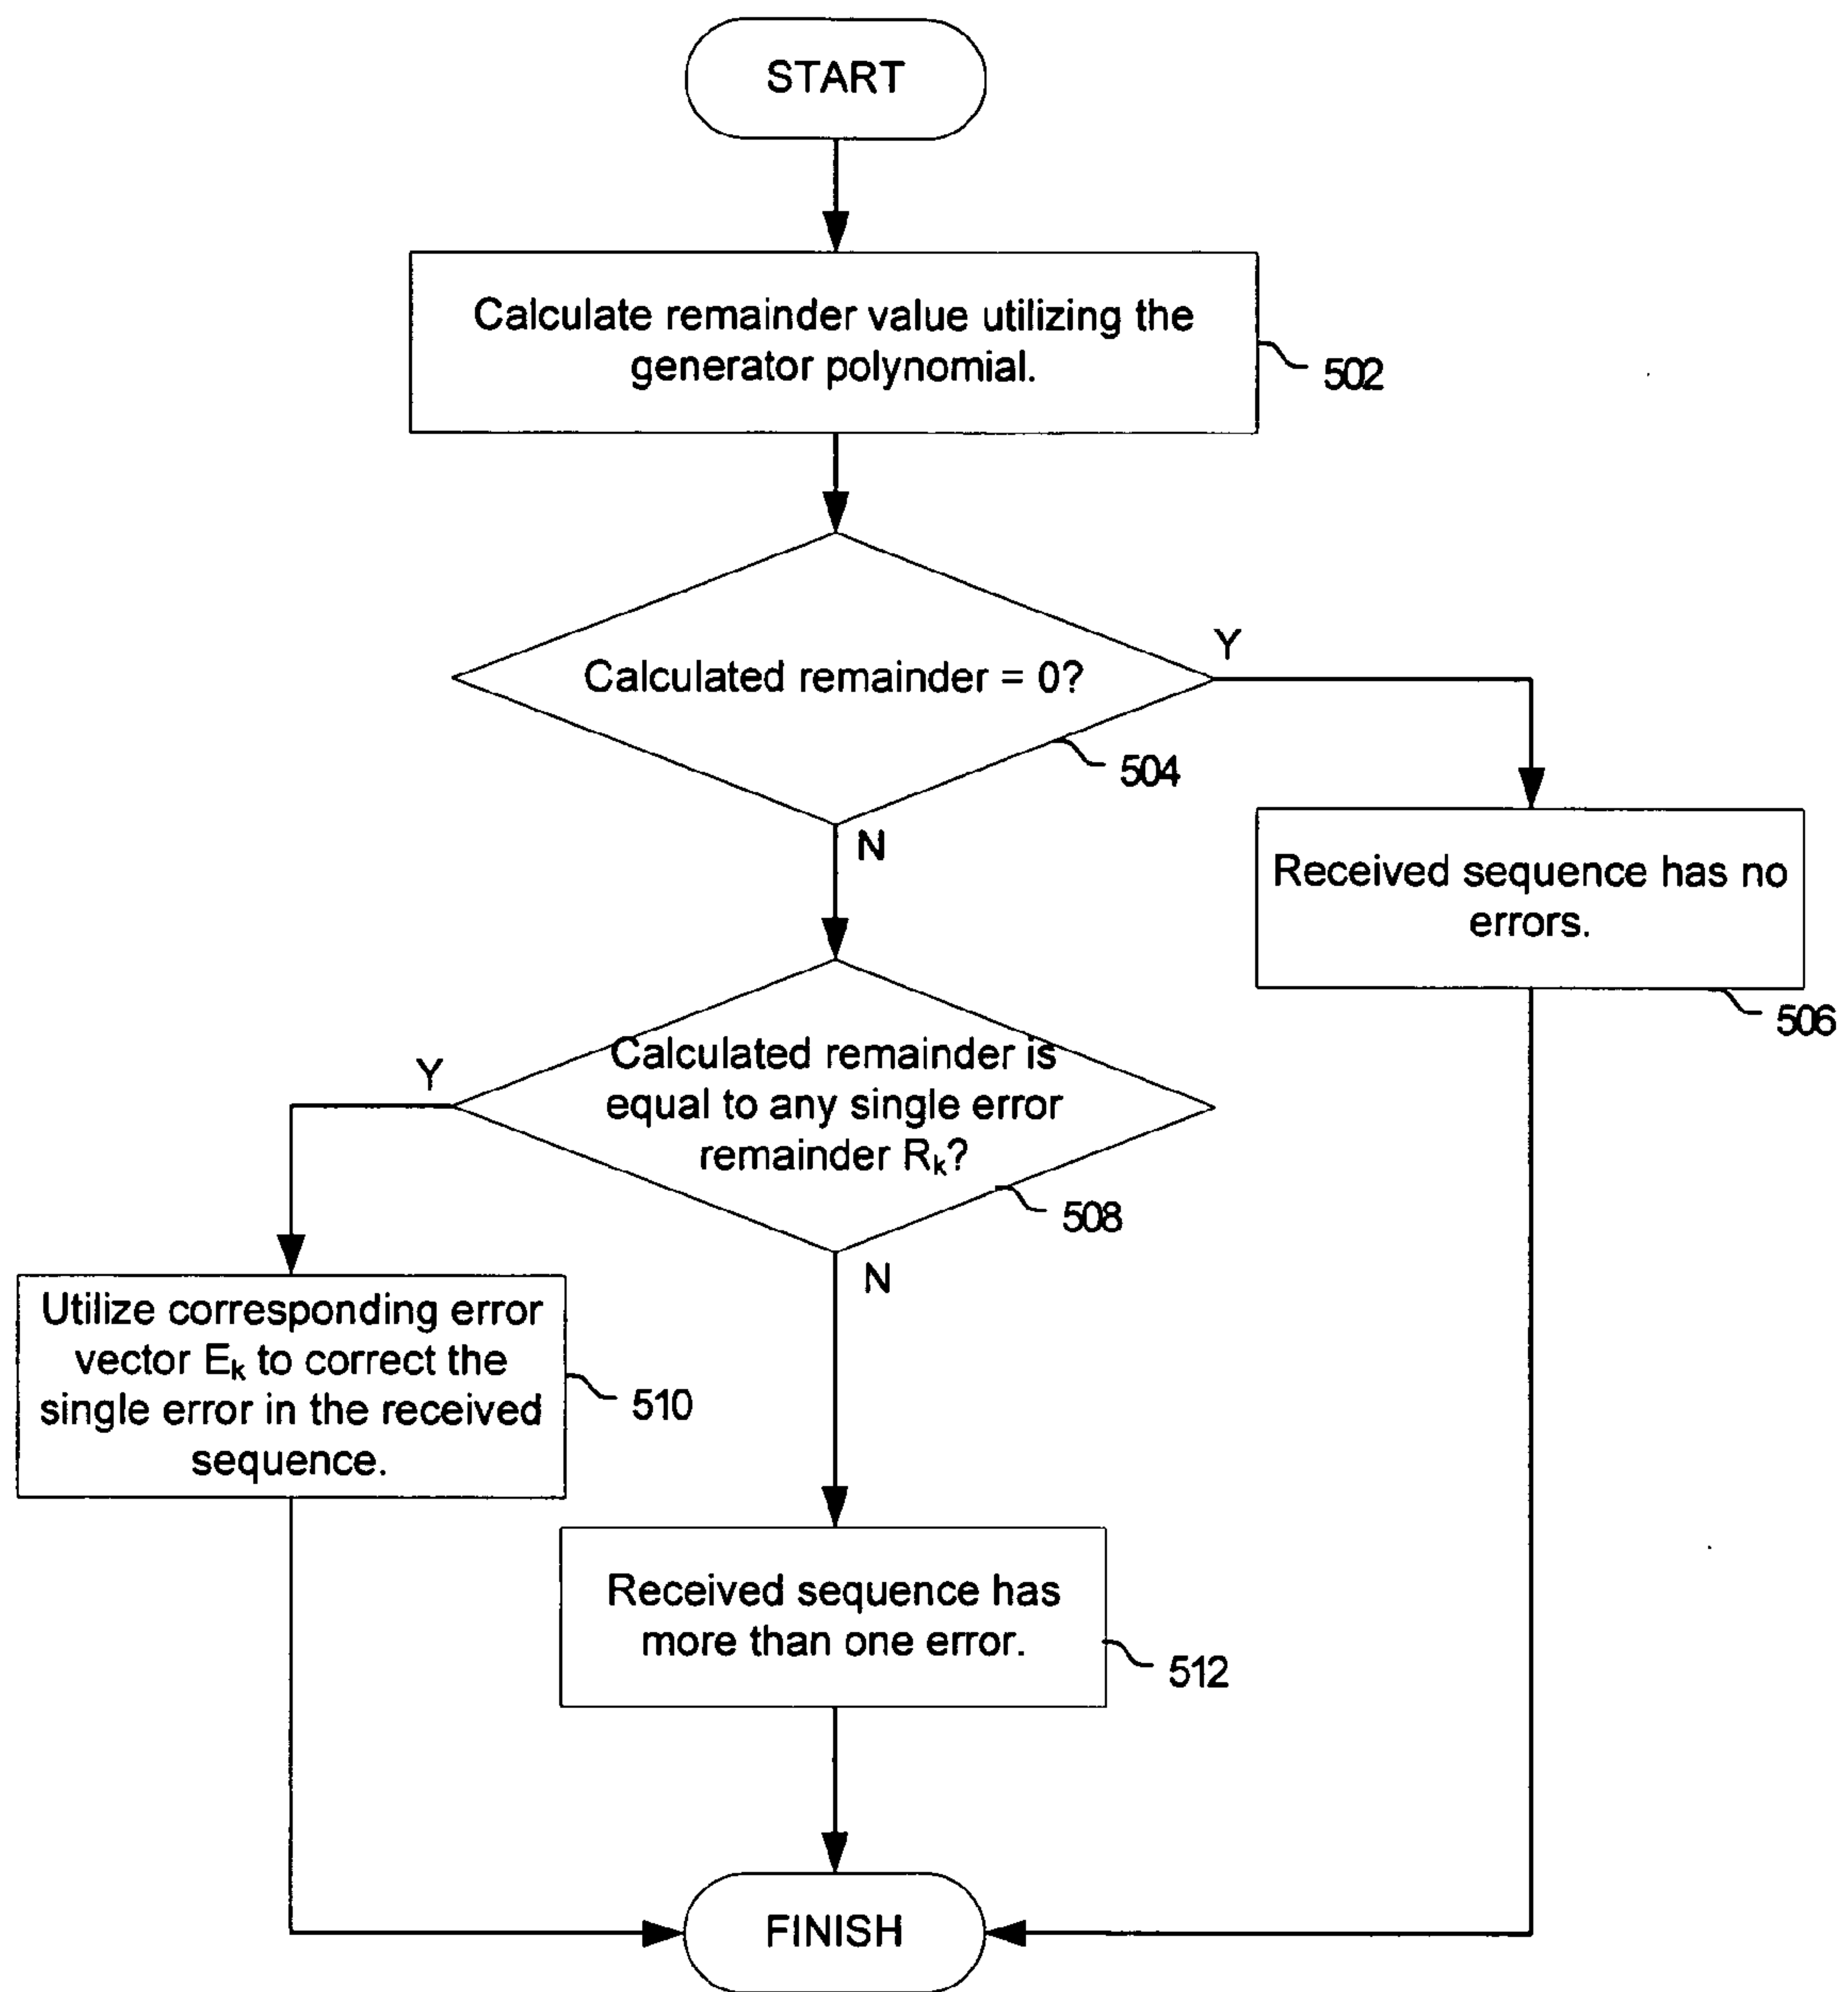 START
Calculate remainder value utilizing the
generator polynomial.
502
Calculated remainder = 0?
Y
504
N
Received sequence has no
errors.
506
Calculated remainder is
equal to any single error
remainder Rk?
Y
508
N
Utilize corresponding error
vector Ek to correct the
single error in the received
sequence.
510
Received sequence has
more than one error.
512
FINISH